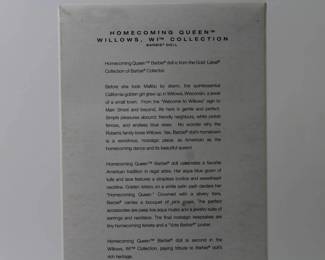 HOMECOMING QUEEN™
WILLOWS, WI™ COLLECTION
BARBIE® DOLL
Homecoming Queen™ Barbie® doll is from the Gold Label®
Collection of Barbie® Collector.
Before she took Malibu by storm, the quintessential
California golden girl grew up in Willows, Wisconsin, a jewel
of a small town. From the "Welcome to Willows" sign to
Main Street and beyond, life here is gentle and perfect.
Simple pleasures abound: friendly neighbors, white picket
fences, and endless blue skies. No wonder why the
Roberts family loves Willows. Yes, Barbie® doll's hometown
is a wondrous, nostalgic place, as American as the
homecoming dance and its beautiful queen!
Homecoming Queen™ Barbie® doll celebrates a favorite
American tradition in regal attire. Her aqua blue gown of
tulle and lace features a strapless bodice and sweetheart
neckline. Golden letters on a white satin sash declare her
"Homecoming Queen." Crowned with a silvery tiara,
Barbie® carries a bouquet of pink roses. The perfect
accessories are peep toe aqua mules and a jewelry suite of
earrings and necklace. The final nostalgic keepsakes are
tiny homecoming tickets and a "Vote Barbie®" poster.
Homecoming Queen™ Barbie® doll is second in the
Willows, WI™ Collection, paying tribute to Barbie® doll's
rich heritage.